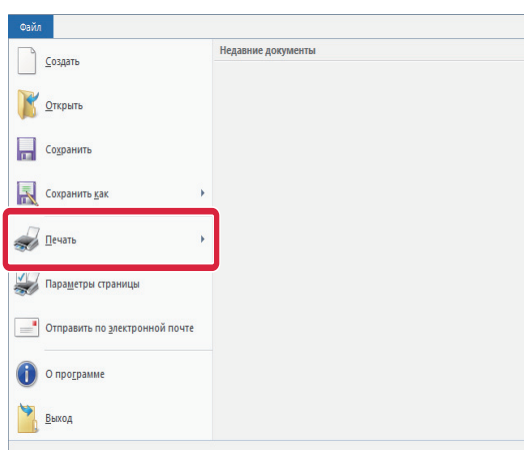 Файл
Недавние документы
Создать
Открыть
Сохранить
Сохранить как
Печать
Параметры страницы
Отправить по электронной почте
О программе
Выход